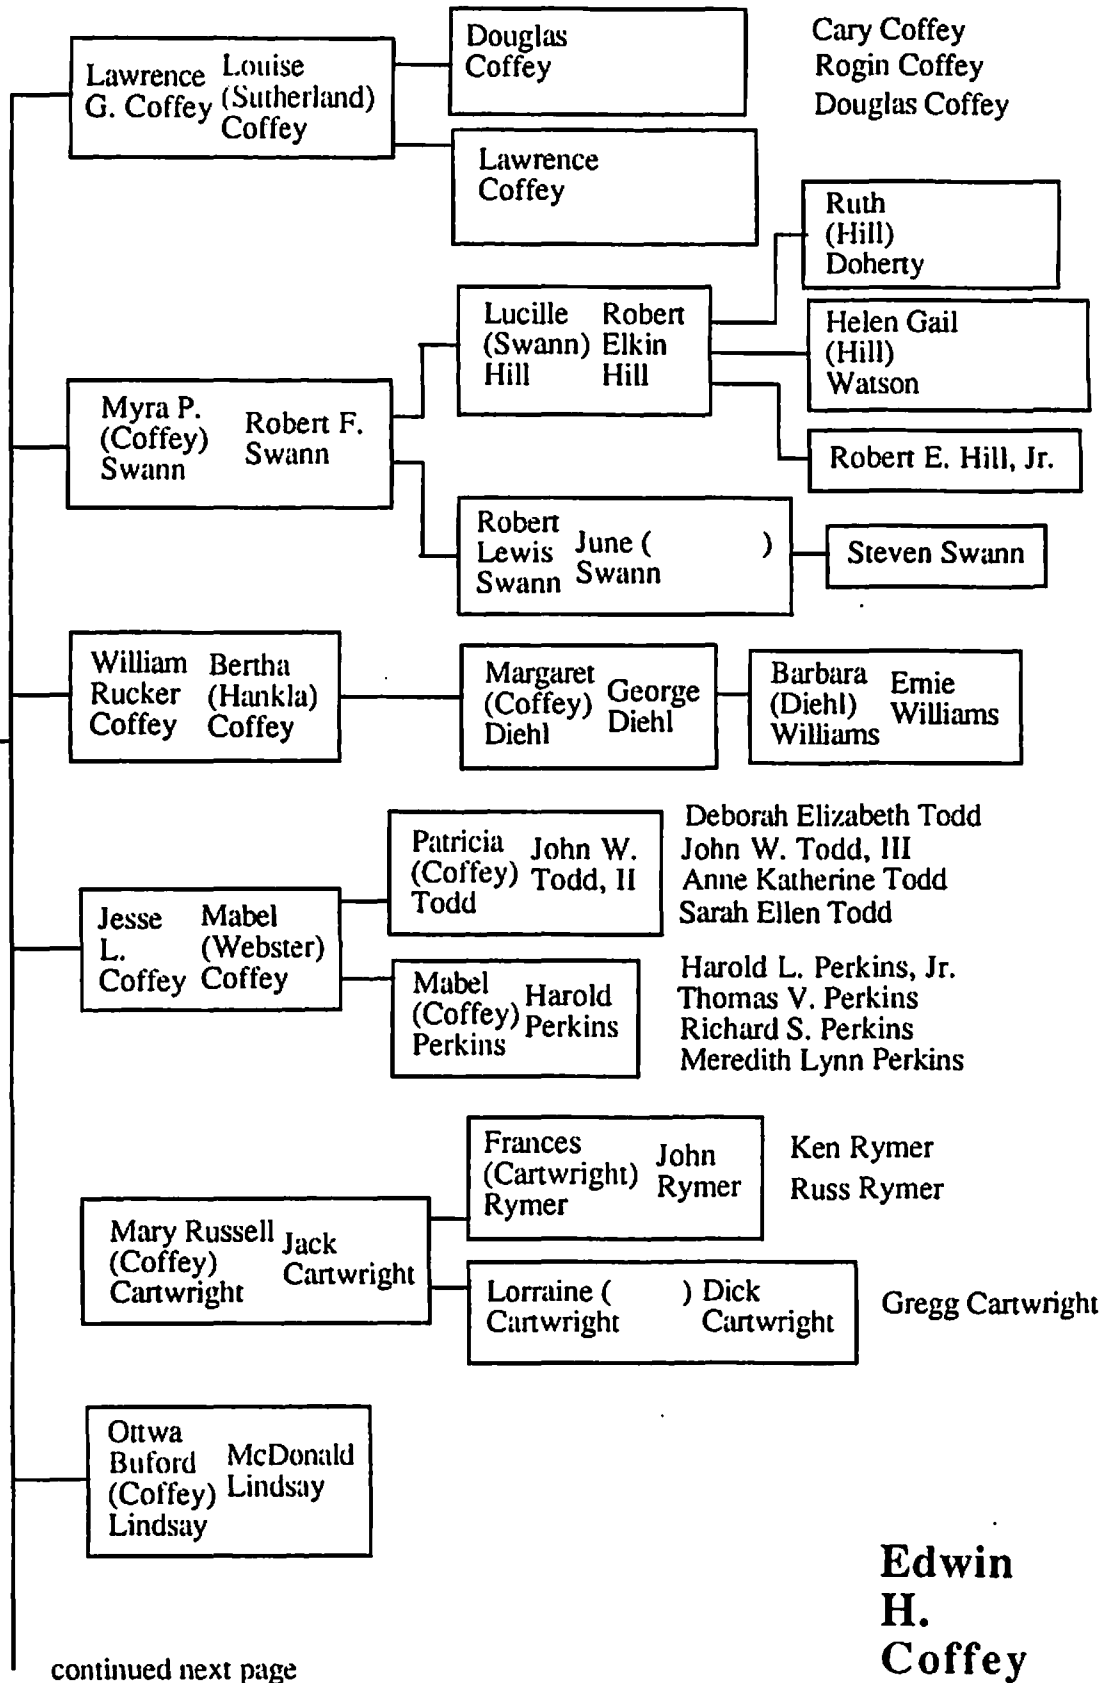 Lawrence
G. Coffey
Louise
(Sutherland)
Coffey
Douglas
Coffey
Cary Coffey
Rogin Coffey
Douglas Coffey
Lawrence
Coffey
Myra P.
(Coffey)
Swann
Robert F.
Swann
Lucille
(Swann)
Hill
Robert
Elkin
Hill
Ruth
(Hill)
Doherty
Helen Gail
(Hill)
Watson
Robert E. Hill, Jr.
Robert
Lewis
Swann
June ( )
Swann
Steven Swann
William
Rucker
Coffey
Bertha
(Hankla)
Coffey
Margaret
(Coffey)
Diehl
George
Diehl
Barbara
(Diehl)
Williams
Ernie
Williams
Jesse
L.
Coffey
Mabel
(Webster)
Coffey
Patricia
(Coffey)
Todd
John W.
Todd, II
Deborah Elizabeth Todd
John W. Todd, III
Anne Katherine Todd
Sarah Ellen Todd
Mabel
(Coffey)
Perkins
Harold
Perkins
Harold L. Perkins, Jr.
Thomas V. Perkins
Richard S. Perkins
Meredith Lynn Perkins
Mary Russell
(Coffey)
Cartwright
Jack
Cartwright
Frances
(Cartwright)
Rymer
John
Rymer
Ken Rymer
Russ Rymer
Lorraine ( )
Cartwright
Dick
Cartwright
Gregg Cartwright
Ottwa
Buford
(Coffey)
Lindsay
McDonald
Lindsay
Edwin
H.
Coffey
continued next page